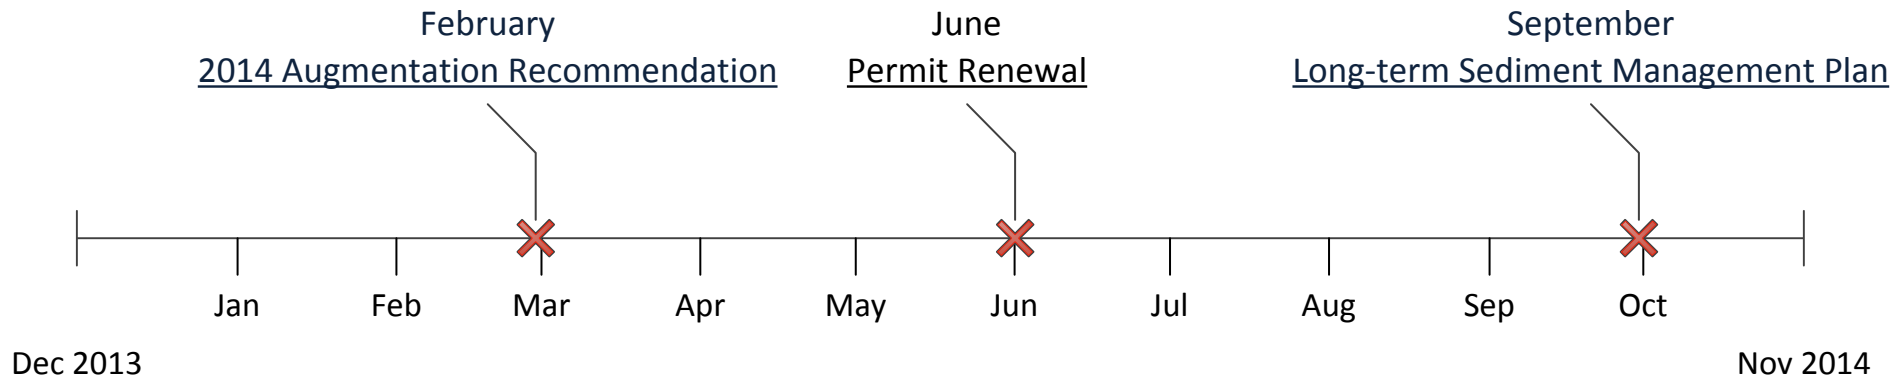 February
2014 Augmentation Recommendation
June
Permit Renewal
September
Long-term Sediment Management Plan
Jan
Feb
Mar
Apr
May
Jun
Jul
Aug
Sep
Oct
Dec 2013
Nov 2014